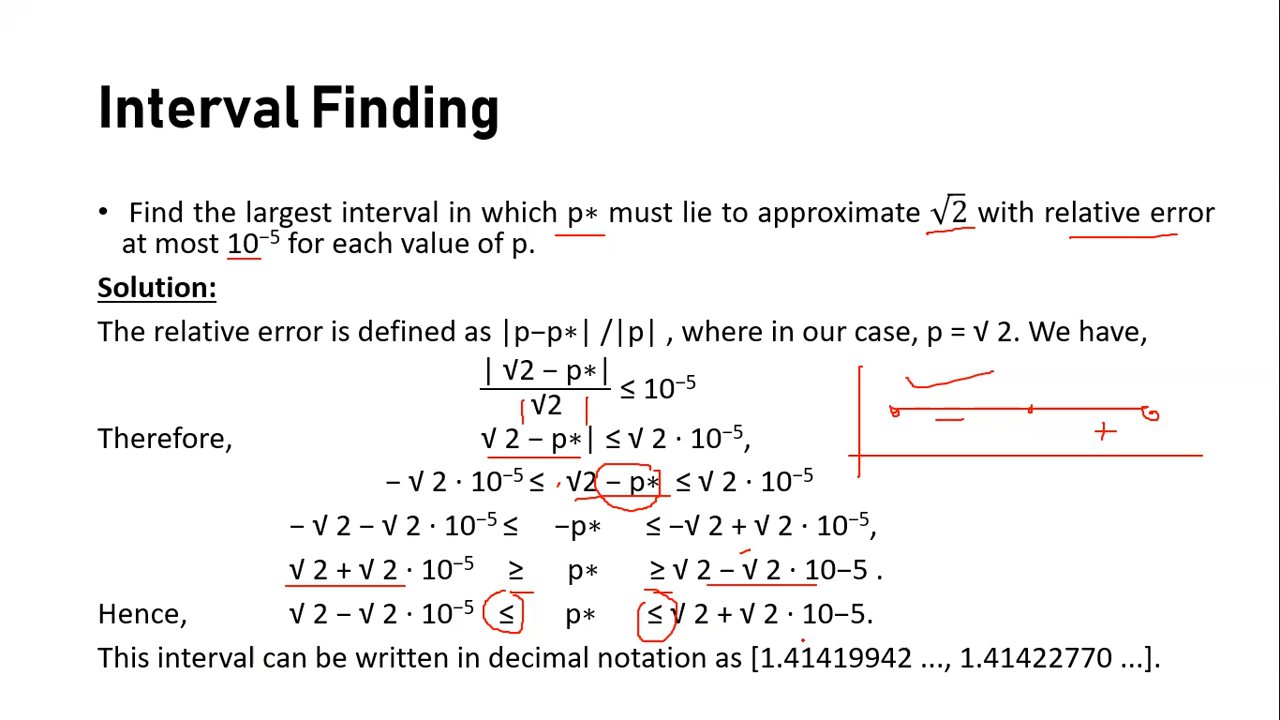 Interval Finding
• Find the largest interval in which p∗ must lie to approximate √2 with relative error
at most 10⁻⁵ for each value of p.
Solution:
The relative error is defined as |p−p∗| /|p| , where in our case, p = √ 2. We have,
| √2 − p∗|
√2
≤ 10⁻⁵
Therefore, √ 2 − p∗| ≤ √ 2 · 10⁻⁵,
− √ 2 · 10⁻⁵ ≤ √2 − p∗ ≤ √ 2 · 10⁻⁵
− √ 2 − √ 2 · 10⁻⁵ ≤ −p∗ ≤ −√ 2 + √ 2 · 10⁻⁵,
√ 2 + √ 2 · 10⁻⁵ ≥ p∗ ≥ √ 2 − √ 2 · 10−5 .
Hence, √ 2 − √ 2 · 10⁻⁵ ≤ p∗ ≤ √ 2 + √ 2 · 10−5.
This interval can be written in decimal notation as [1.41419942 ..., 1.41422770 ...].
− +